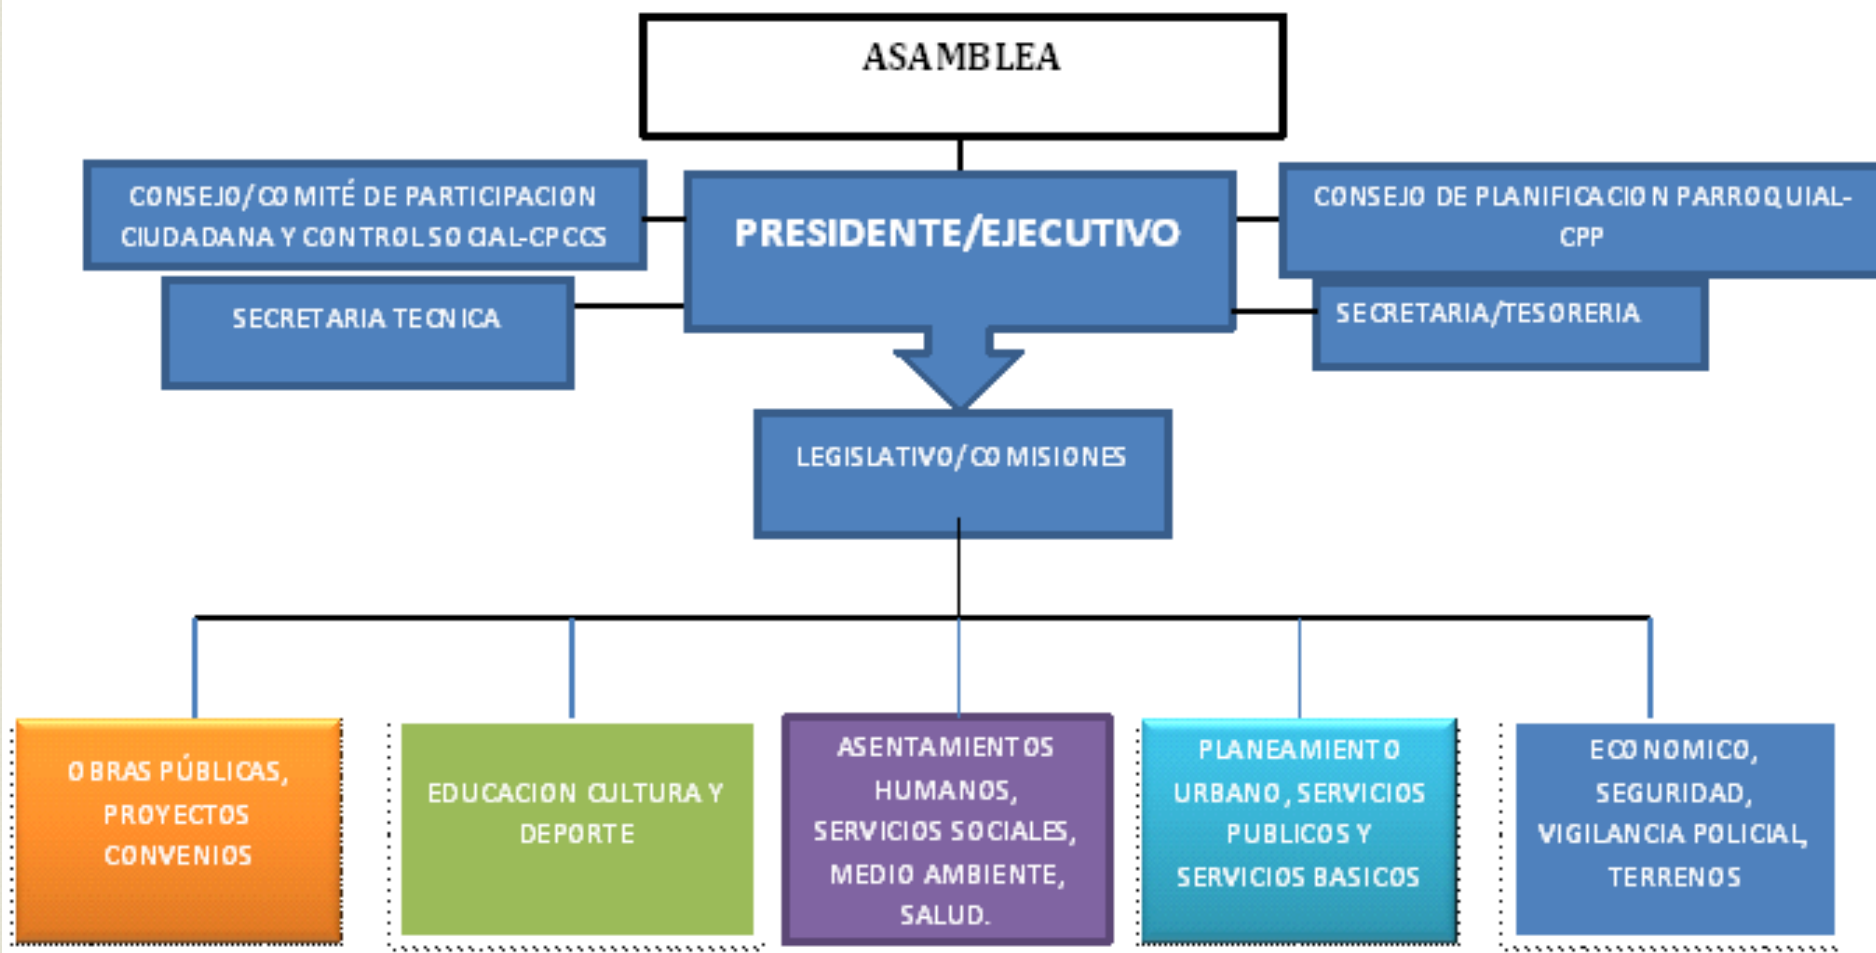 ASAMBLEA
CONSEJO/COMITÉ DE PARTICIPACION
CIUDADANA Y CONTROL SOCIAL-CPCCS
PRESIDENTE/EJECUTIVO
CONSEJO DE PLANIFICACION PARROQUIAL-
CPP
SECRETARIA TECNICA
SECRETARIA/TESORERIA
LEGISLATIVO/COMISIONES
OBRAS PÚBLICAS,
PROYECTOS
CONVENIOS
EDUCACION CULTURA Y
DEPORTE
ASENTAMIENTOS
HUMANOS,
SERVICIOS SOCIALES,
MEDIO AMBIENTE,
SALUD.
PLANEAMIENTO
URBANO, SERVICIOS
PUBLICOS Y
SERVICIOS BASICOS
ECONOMICO,
SEGURIDAD,
VIGILANCIA POLICIAL,
TERRENOS